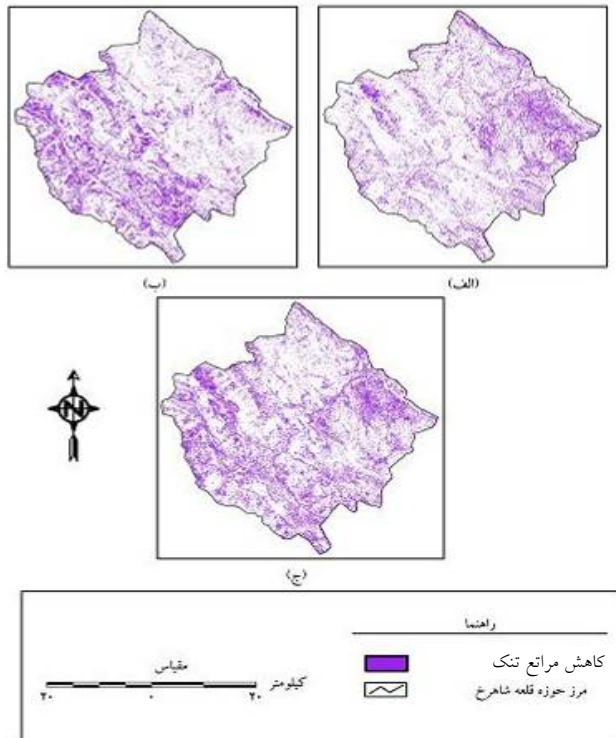 (الف)
(ب)
(ج)
N
راهنما
کاهش مراتع تنک
مرز حوزه قلعه شاهرخ
مقیاس
کیلومتر
۲۰ ۰ ۲۰